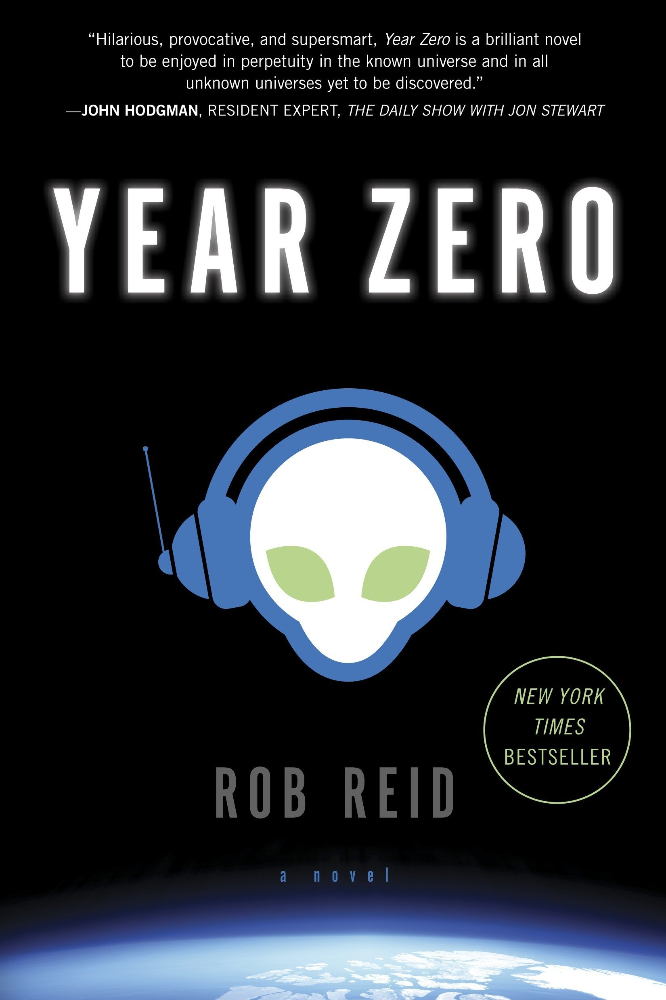 “Hilarious, provocative, and supersmart, Year Zero is a brilliant novel
to be enjoyed in perpetuity in the known universe and in all
unknown universes yet to be discovered.”
—JOHN HODGMAN, RESIDENT EXPERT, THE DAILY SHOW WITH JON STEWART
YEAR ZERO
NEW YORK
TIMES
BESTSELLER
ROB REID
a novel